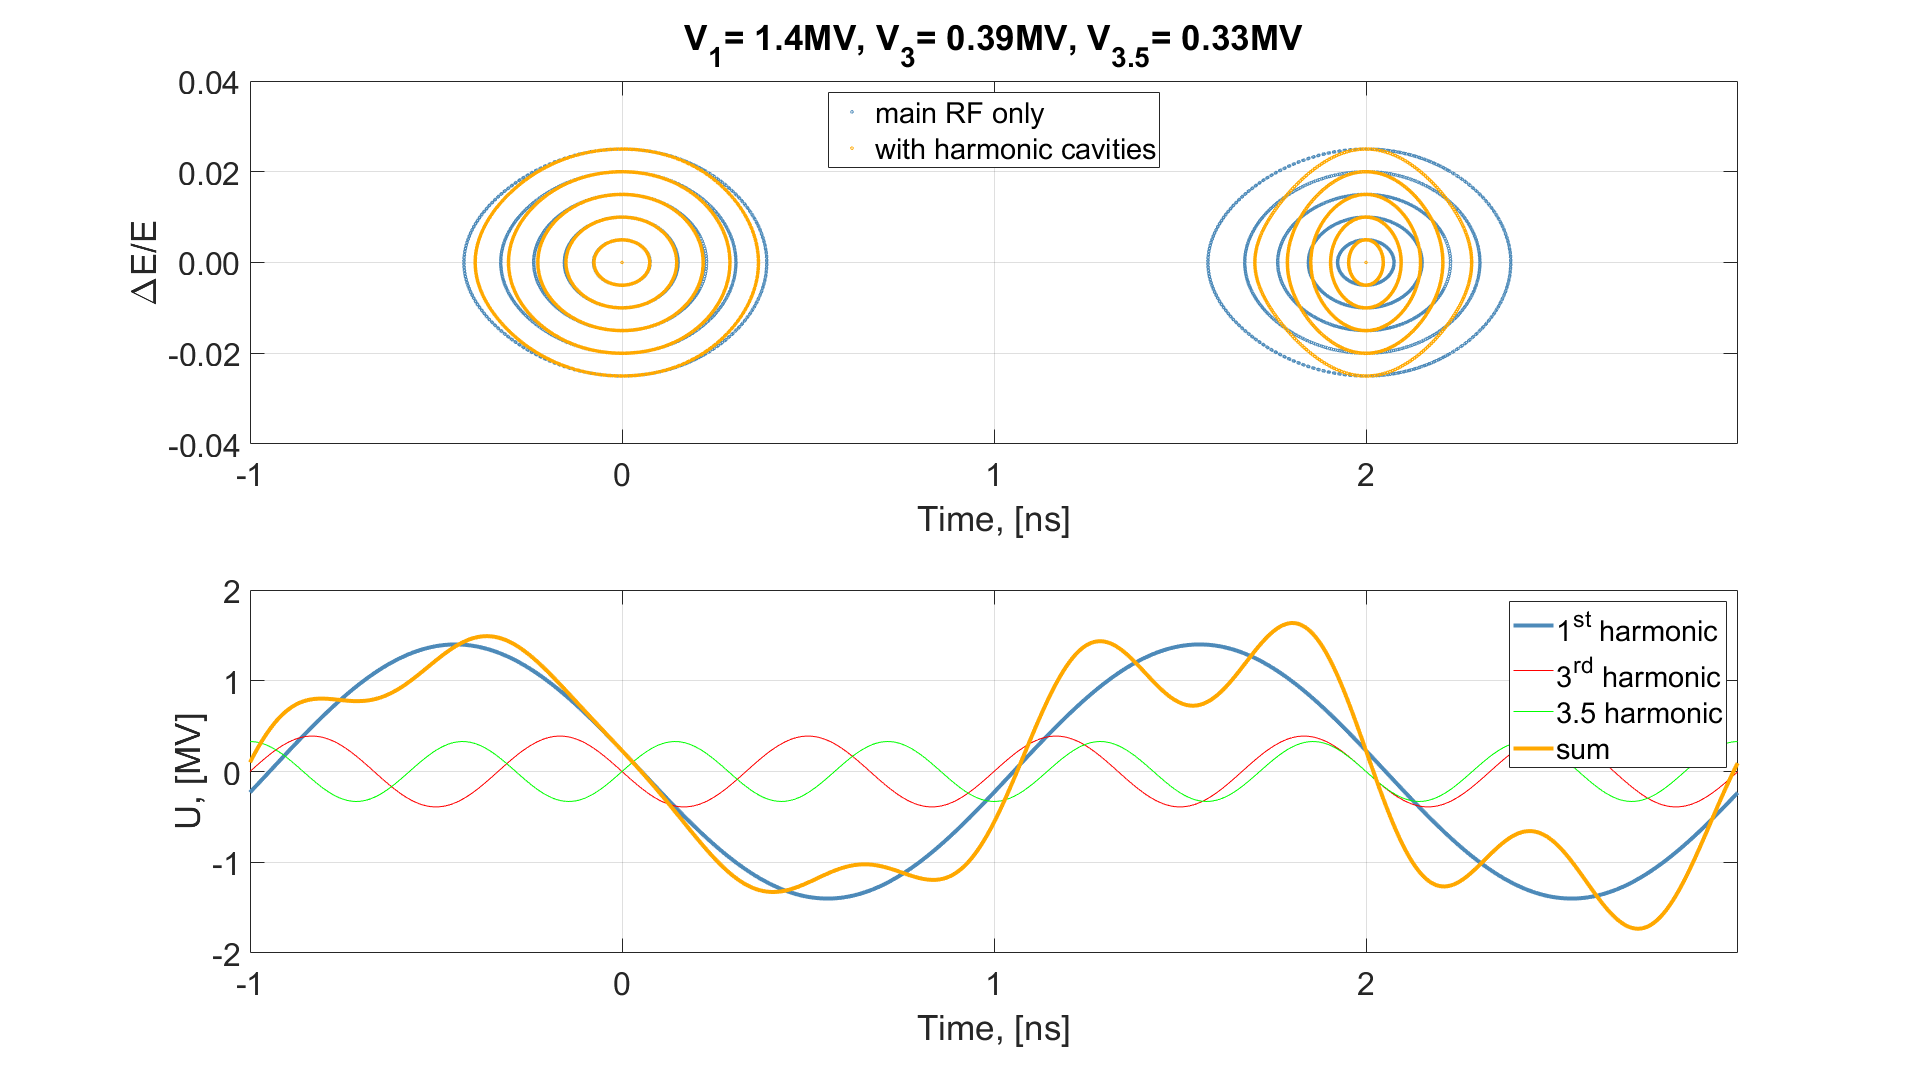 V1= 1.4MV, V3= 0.39MV, V3.5= 0.33MV
0.04
0.02
0.00
-0.02
-0.04
ΔE/E
main RF only
with harmonic cavities
-1
0
1
2
Time, [ns]
2
1
0
-1
-2
U, [MV]
1st harmonic
3rd harmonic
3.5 harmonic
sum
-1
0
1
2
Time, [ns]